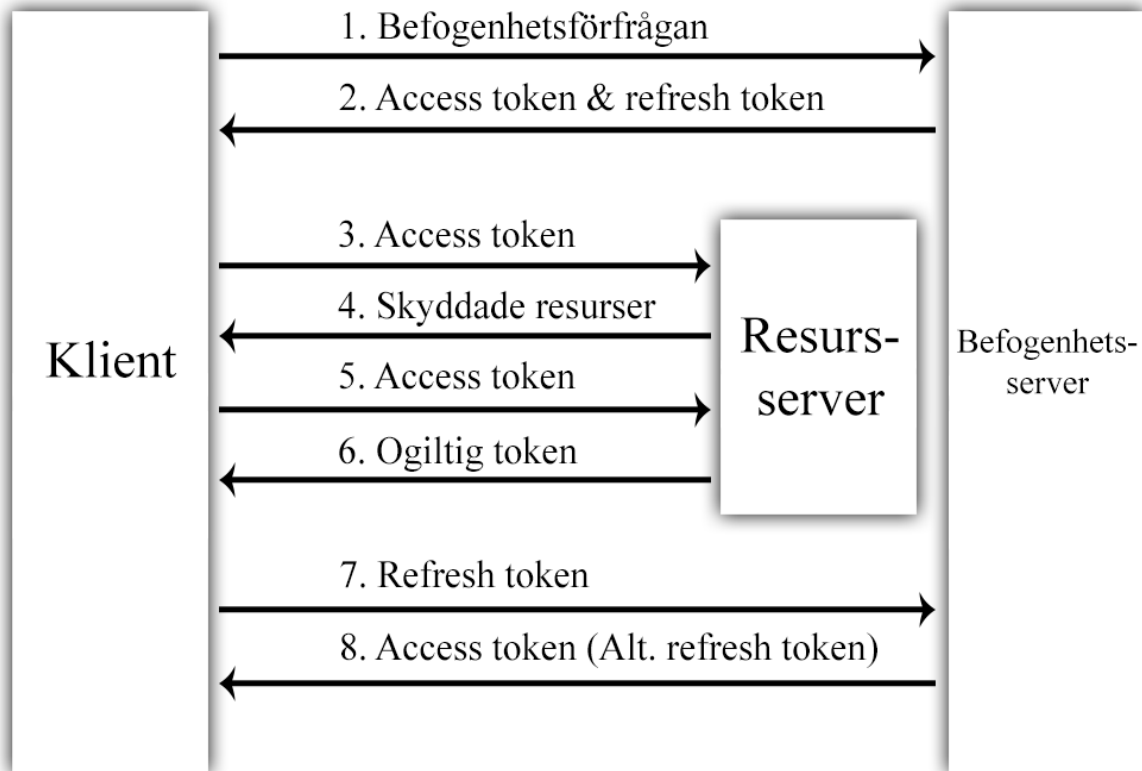 1. Befogenhetsförfrågan
2. Access token & refresh token
3. Access token
4. Skyddade resurser
5. Access token
6. Ogiltig token
7. Refresh token
8. Access token (Alt. refresh token)
Klient
Resurs-
server
Befogenhets-
server